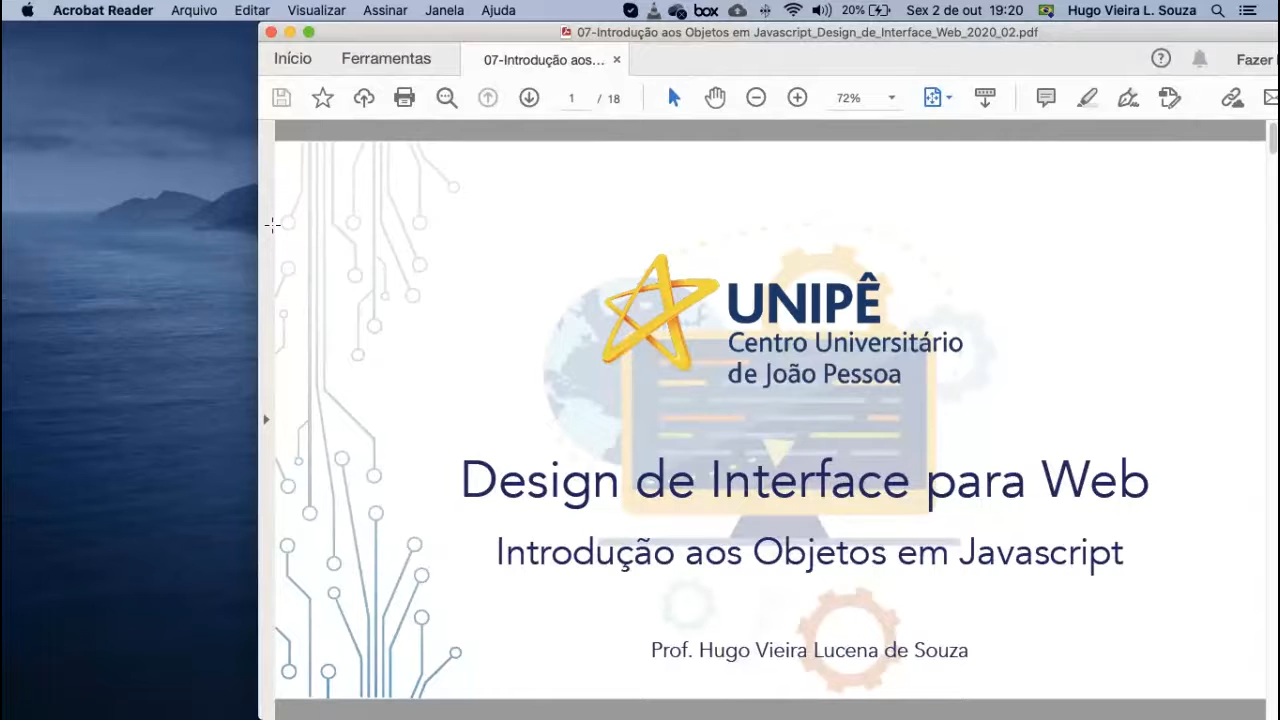 Acrobat Reader Arquivo Editar Visualizar Assinar Janela Ajuda box 20% Sex 2 de out 19:20 Hugo Vieira L. Souza
07-Introdução aos Objetos em Javascript_Design_de_Interface_Web_2020_02.pdf
Início Ferramentas 07-Introdução aos... × ? Fazer
1 / 18 72%
UNIPÊ
Centro Universitário
de João Pessoa
Design de Interface para Web
Introdução aos Objetos em Javascript
Prof. Hugo Vieira Lucena de Souza